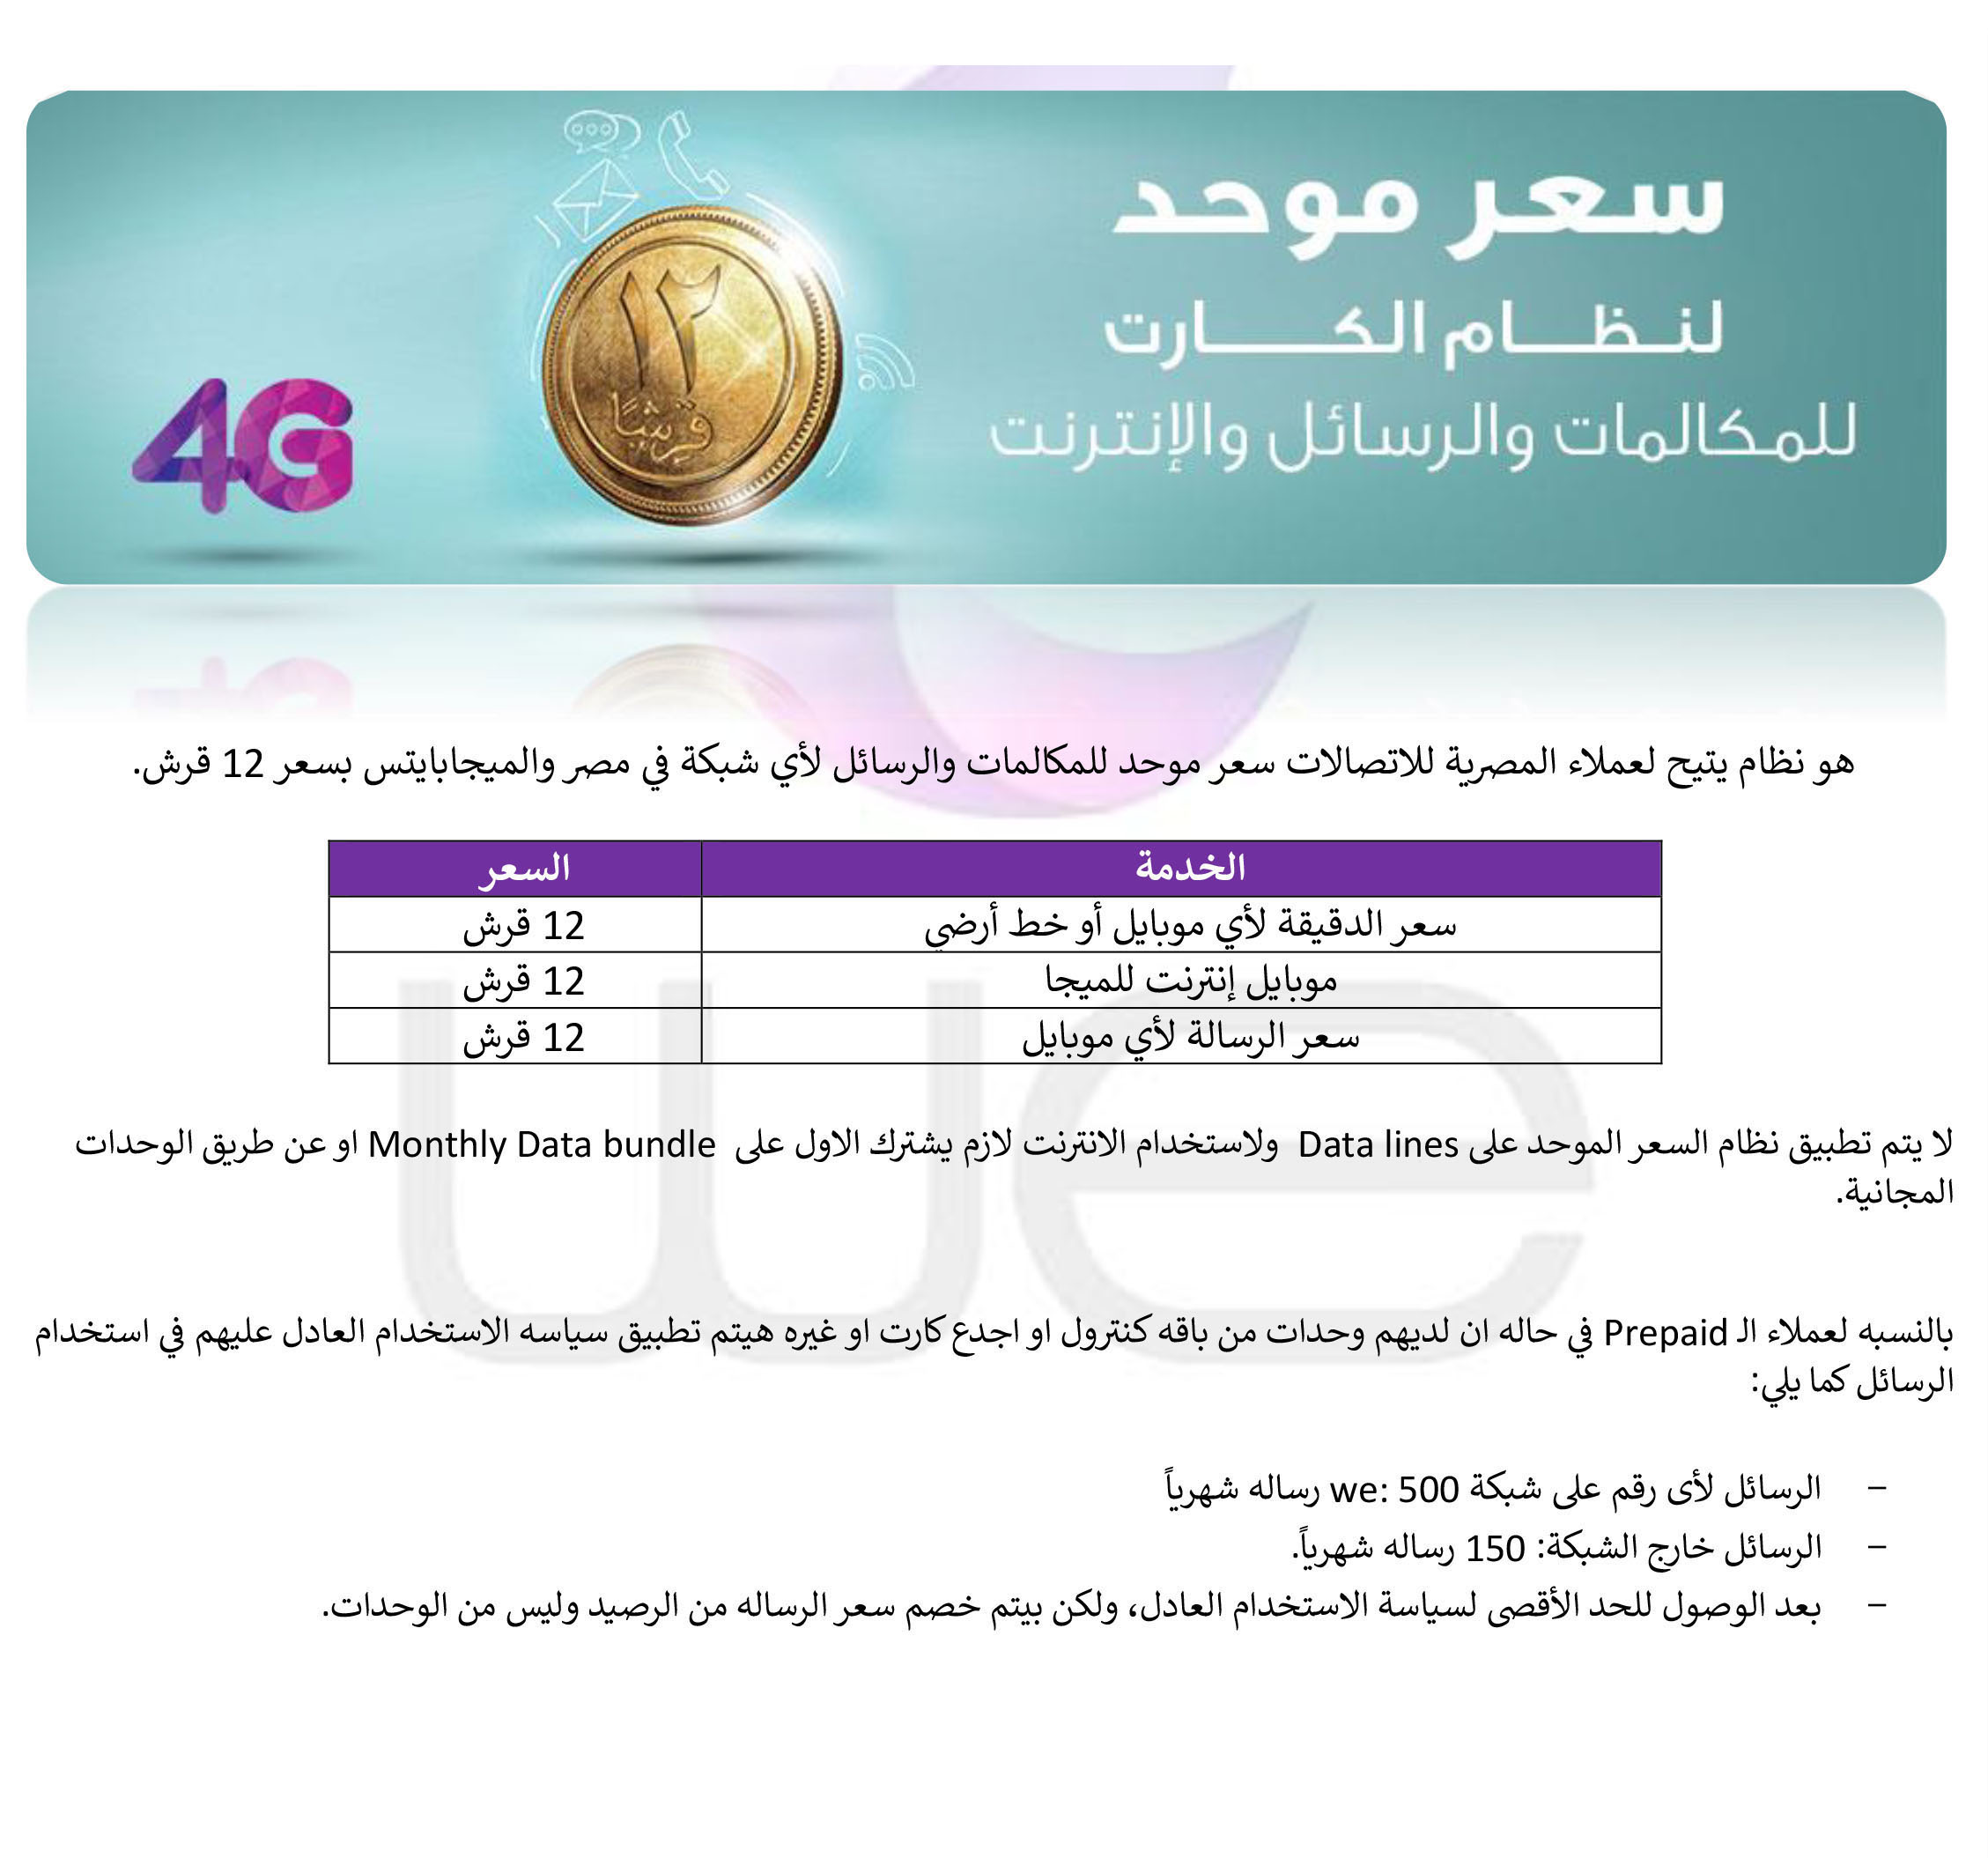 سعر موحد
لنظام الكارت
للمكالمات والرسائل والإنترنت
١٢
قرشًا
4G
هو نظام يتيح لعملاء المصرية للاتصالات سعر موحد للمكالمات والرسائل لأي شبكة في مصر والميجابايتس بسعر 12 قرش.
الخدمة السعر
سعر الدقيقة لأي موبايل أو خط أرضي 12 قرش
موبايل إنترنت للميجا 12 قرش
سعر الرسالة لأي موبايل 12 قرش
لا يتم تطبيق نظام السعر الموحد على Data lines ولاستخدام الانترنت لازم يشترك الاول على Monthly Data bundle او عن طريق الوحدات
المجانية.
بالنسبه لعملاء الـ Prepaid في حاله ان لديهم وحدات من باقه كنترول او اجدع كارت او غيره هيتم تطبيق سياسه الاستخدام العادل عليهم في استخدام
الرسائل كما يلي:
– الرسائل لأى رقم على شبكة we: 500 رساله شهرياً
– الرسائل خارج الشبكة: 150 رساله شهرياً.
– بعد الوصول للحد الأقصى لسياسة الاستخدام العادل، ولكن بيتم خصم سعر الرساله من الرصيد وليس من الوحدات.
we